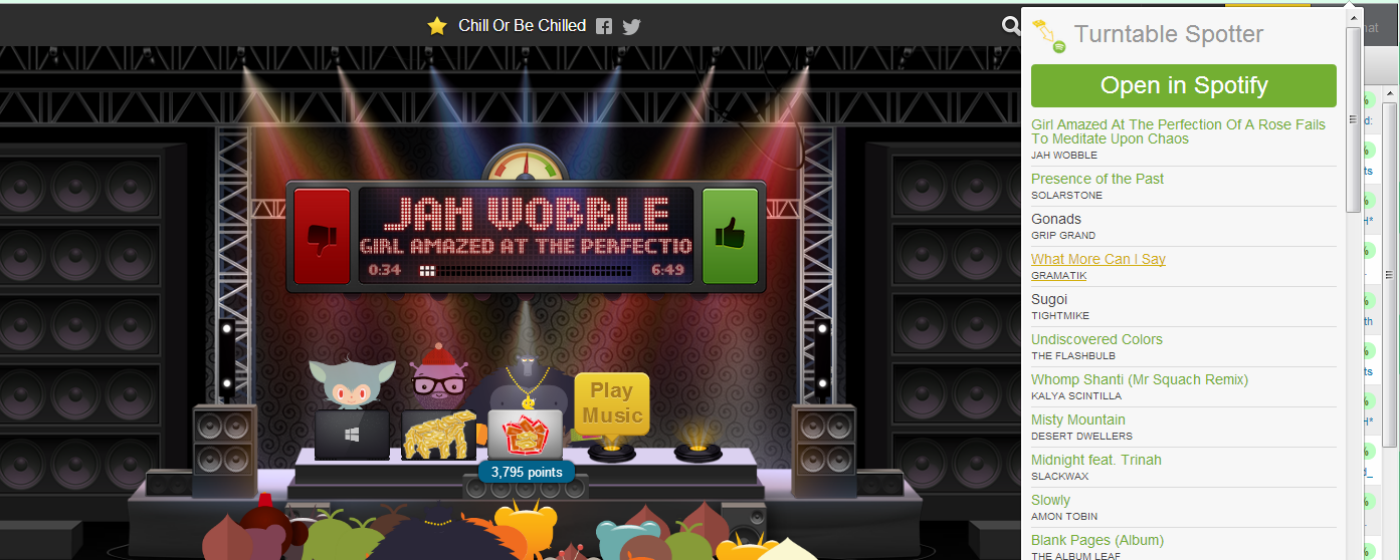 Chill Or Be Chilled
JAH WOBBLE
GIRL AMAZED AT THE PERFECTIO
0:34 6:49
Play
Music
3,795 points
Turntable Spotter
Open in Spotify
Girl Amazed At The Perfection Of A Rose Fails
To Meditate Upon Chaos
JAH WOBBLE
Presence of the Past
SOLARSTONE
Gonads
GRIP GRAND
What More Can I Say
GRAMATIK
Sugoi
TIGHTMIKE
Undiscovered Colors
THE FLASHBULB
Whomp Shanti (Mr Squach Remix)
KALYA SCINTILLA
Misty Mountain
DESERT DWELLERS
Midnight feat. Trinah
SLACKWAX
Slowly
AMON TOBIN
Blank Pages (Album)
THE ALBUM LEAF